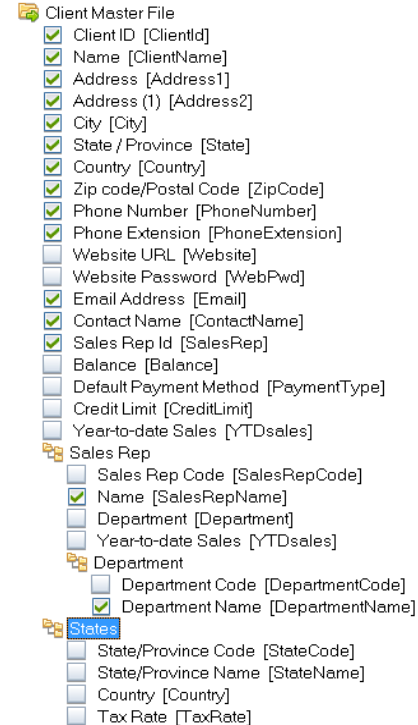 Client Master File
Client ID [ClientId]
Name [ClientName]
Address [Address1]
Address (1) [Address2]
City [City]
State / Province [State]
Country [Country]
Zip code/Postal Code [ZipCode]
Phone Number [PhoneNumber]
Phone Extension [PhoneExtension]
Website URL [Website]
Website Password [WebPwd]
Email Address [Email]
Contact Name [ContactName]
Sales Rep Id [SalesRep]
Balance [Balance]
Default Payment Method [PaymentType]
Credit Limit [CreditLimit]
Year-to-date Sales [YTDsales]
Sales Rep
Sales Rep Code [SalesRepCode]
Name [SalesRepName]
Department [Department]
Year-to-date Sales [YTDsales]
Department
Department Code [DepartmentCode]
Department Name [DepartmentName]
States
State/Province Code [StateCode]
State/Province Name [StateName]
Country [Country]
Tax Rate [TaxRate]